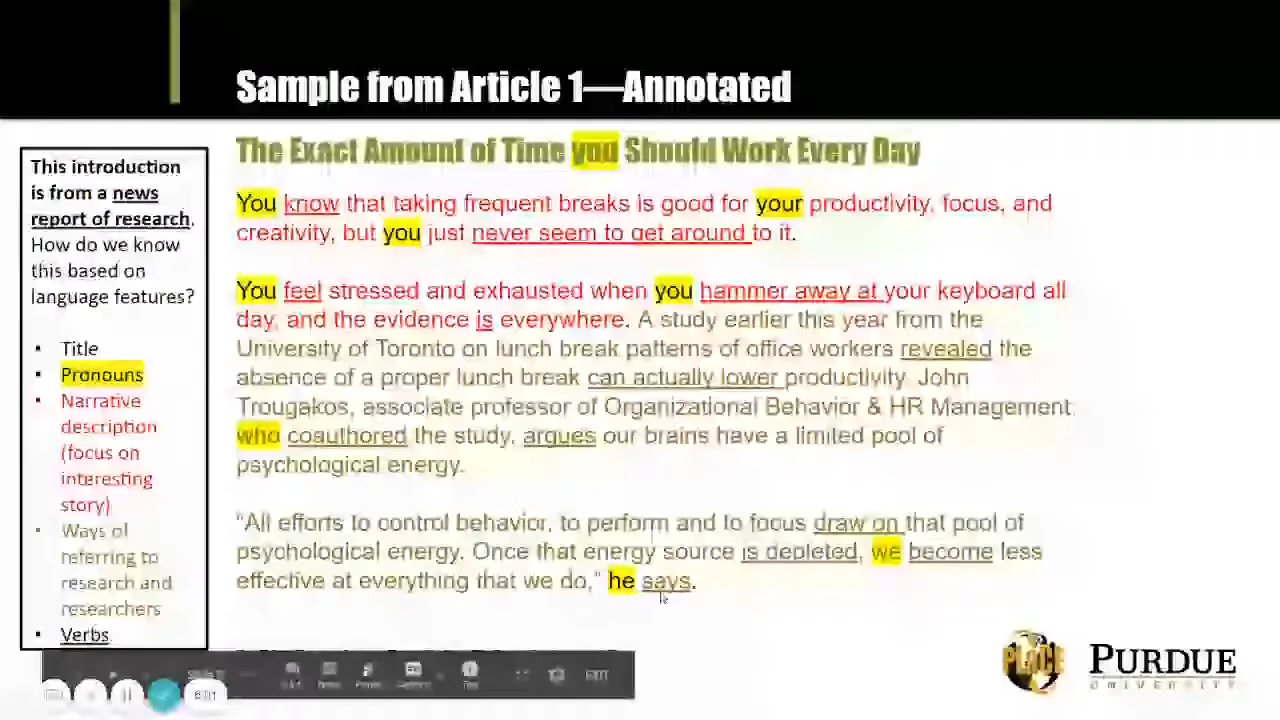 Sample from Article 1—Annotated
The Exact Amount of Time you Should Work Every Day
This introduction
is from a news
report of research.
How do we know
this based on
language features?
• Title
• Pronouns
• Narrative
description
(focus on
interesting
story)
• Ways of
referring to
research and
researchers
• Verbs
You know that taking frequent breaks is good for your productivity, focus, and
creativity, but you just never seem to get around to it.
You feel stressed and exhausted when you hammer away at your keyboard all
day, and the evidence is everywhere. A study earlier this year from the
University of Toronto on lunch break patterns of office workers revealed the
absence of a proper lunch break can actually lower productivity. John
Trougakos, associate professor of Organizational Behavior & HR Management
who coauthored the study, argues our brains have a limited pool of
psychological energy.
"All efforts to control behavior, to perform and to focus draw on that pool of
psychological energy. Once that energy source is depleted, we become less
effective at everything that we do," he says.
PLaCE
PURDUE
UNIVERSITY
EXIT